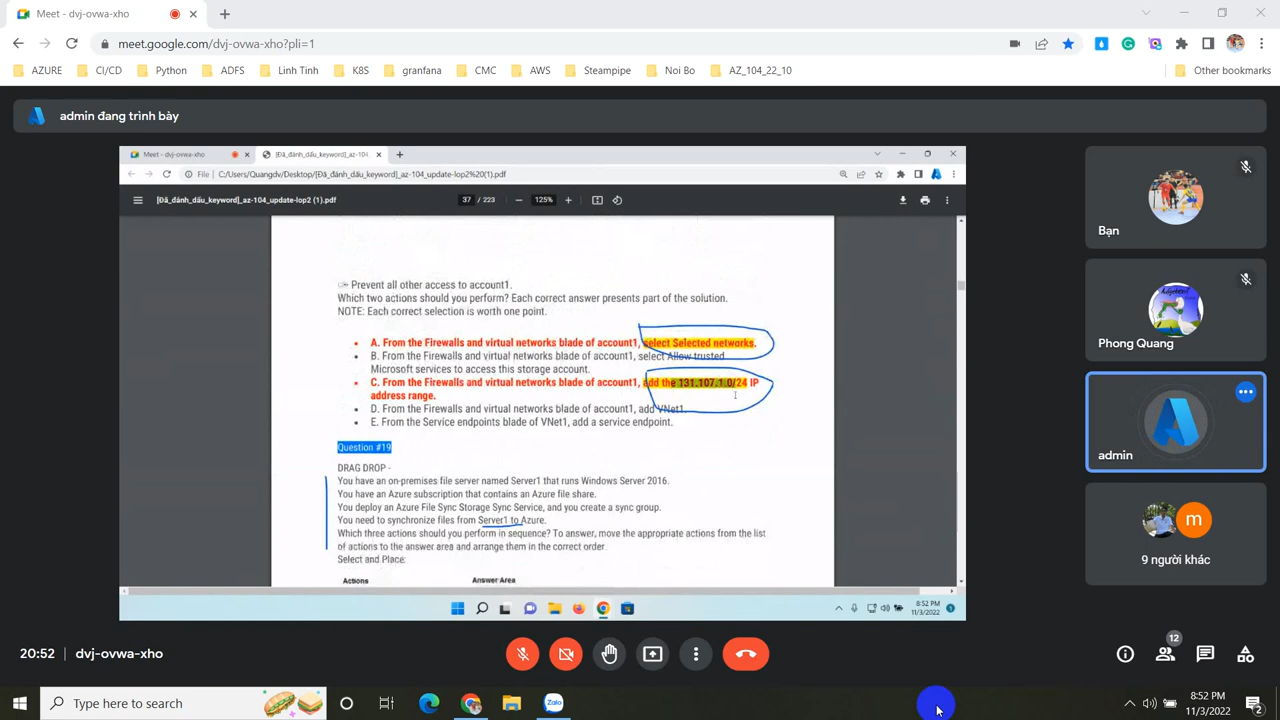 Meet - dvj-ovwa-xho
meet.google.com/dvj-ovwa-xho?pli=1
AZURE
CI/CD
Python
ADFS
Linh Tinh
K8S
granfana
CMC
AWS
Steampipe
Noi Bo
AZ_104_22_10
Other bookmarks
admin đang trình bày
Meet - dvj-ovwa-xho
[Đã_đánh_dấu_keyword]_az-104
File | C:/Users/Quangdv/Desktop/[Đã_đánh_dấu_keyword]_az-104_update-lop2%20(1).pdf
[Đã_đánh_dấu_keyword]_az-104_update-lop2 (1).pdf
37 / 223
125%
Prevent all other access to account1.
Which two actions should you perform? Each correct answer presents part of the solution.
NOTE: Each correct selection is worth one point.
A. From the Firewalls and virtual networks blade of account1, select Selected networks.
B. From the Firewalls and virtual networks blade of account1, select Allow trusted
Microsoft services to access this storage account.
C. From the Firewalls and virtual networks blade of account1, add the 131.107.1.0/24 IP
address range.
D. From the Firewalls and virtual networks blade of account1, add VNet1.
E. From the Service endpoints blade of VNet1, add a service endpoint.
Question #19
DRAG DROP -
You have an on-premises file server named Server1 that runs Windows Server 2016.
You have an Azure subscription that contains an Azure file share.
You deploy an Azure File Sync Storage Sync Service, and you create a sync group.
You need to synchronize files from Server1 to Azure.
Which three actions should you perform in sequence? To answer, move the appropriate actions from the list
of actions to the answer area and arrange them in the correct order
Select and Place:
Actions
Answer Area
8:52 PM
11/3/2022
1
Bạn
Phong Quang
admin
m
9 người khác
20:52 | dvj-ovwa-xho
12
Type here to search
Zalo
8:52 PM
11/3/2022
2